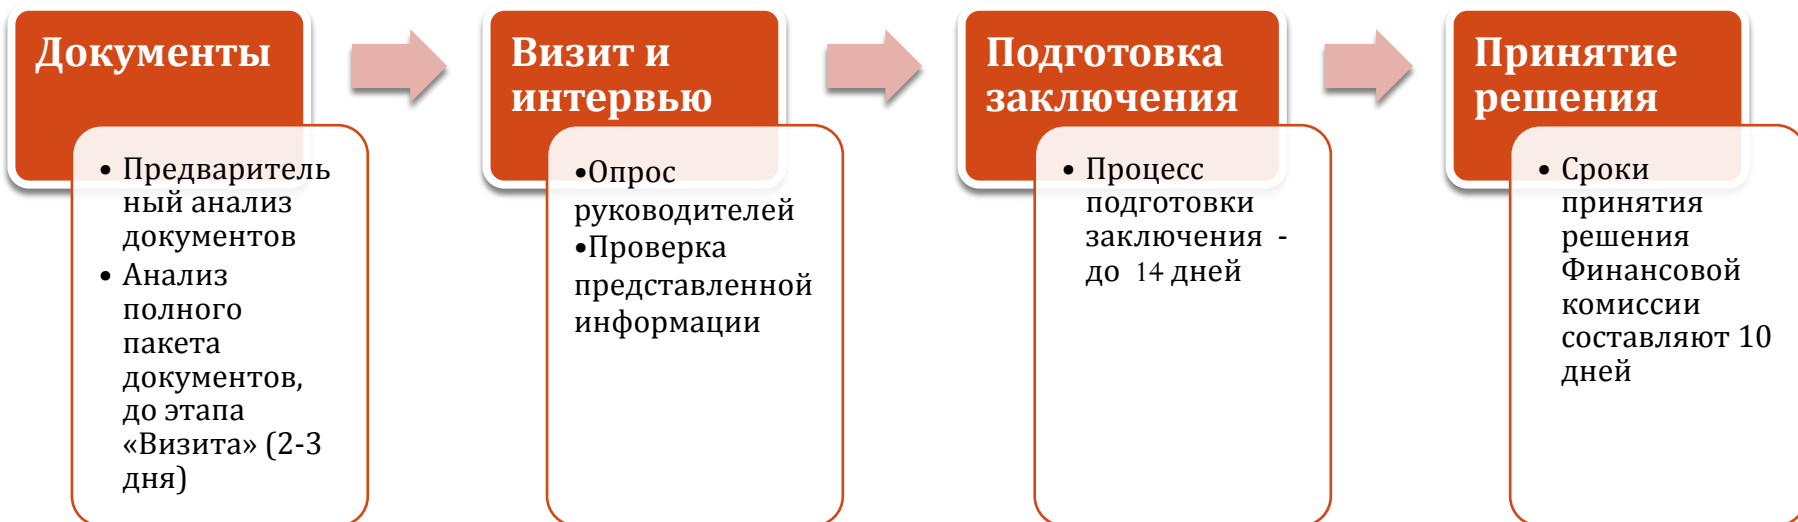 Документы
• Предваритель
ный анализ
документов
• Анализ
полного
пакета
документов,
до этапа
«Визита» (2-3
дня)
Визит и
интервью
•Опрос
руководителей
•Проверка
представленной
информации
Подготовка
заключения
• Процесс
подготовки
заключения -
до 14 дней
Принятие
решения
• Сроки
принятия
решения
Финансовой
комиссии
составляют 10
дней